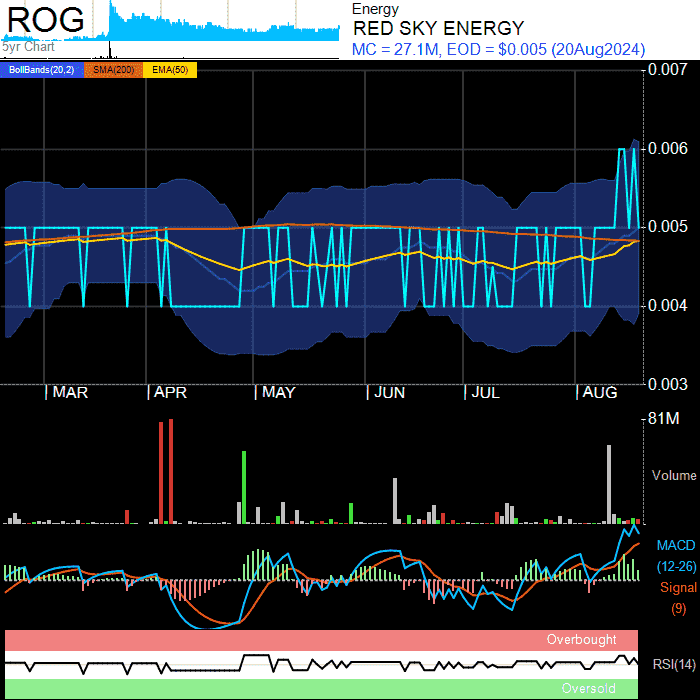 ROG
5yr Chart
Energy
RED SKY ENERGY
MC = 27.1M, EOD = $0.005 (20Aug2024)
BollBands(20,2) SMA(200) EMA(50)
0.007
0.006
0.005
0.004
0.003
MAR APR MAY JUN JUL AUG
81M
Volume
MACD
(12-26)
Signal
(9)
Overbought
RSI(14)
Oversold